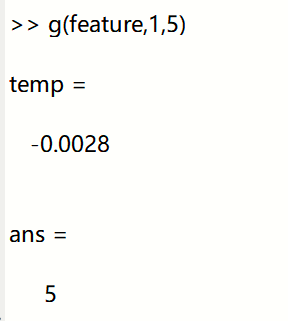 >> g(feature,1,5)
temp =
-0.0028
ans =
5